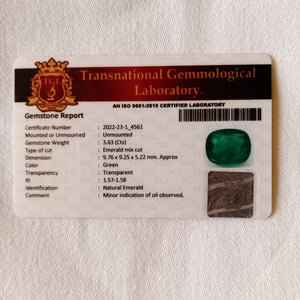 TGL
Transnational Gemmological
Laboratory.
AN ISO 9001:2015 CERTIFIED LABORATORY
Gemstone Report
Certificate Number : 2022-23-1_4561
Mounted or Unmounted : Unmounted
Gemstone Weight : 3.63 (Cts)
Type of cut : Emerald mix cut
Dimension : 9.76 x 9.25 x 5.22 mm. Approx
Color : Green
Transparency : Transparent
RI : 1.57-1.58
Identification : Natural Emerald
Comments : Minor indication of oil observed.